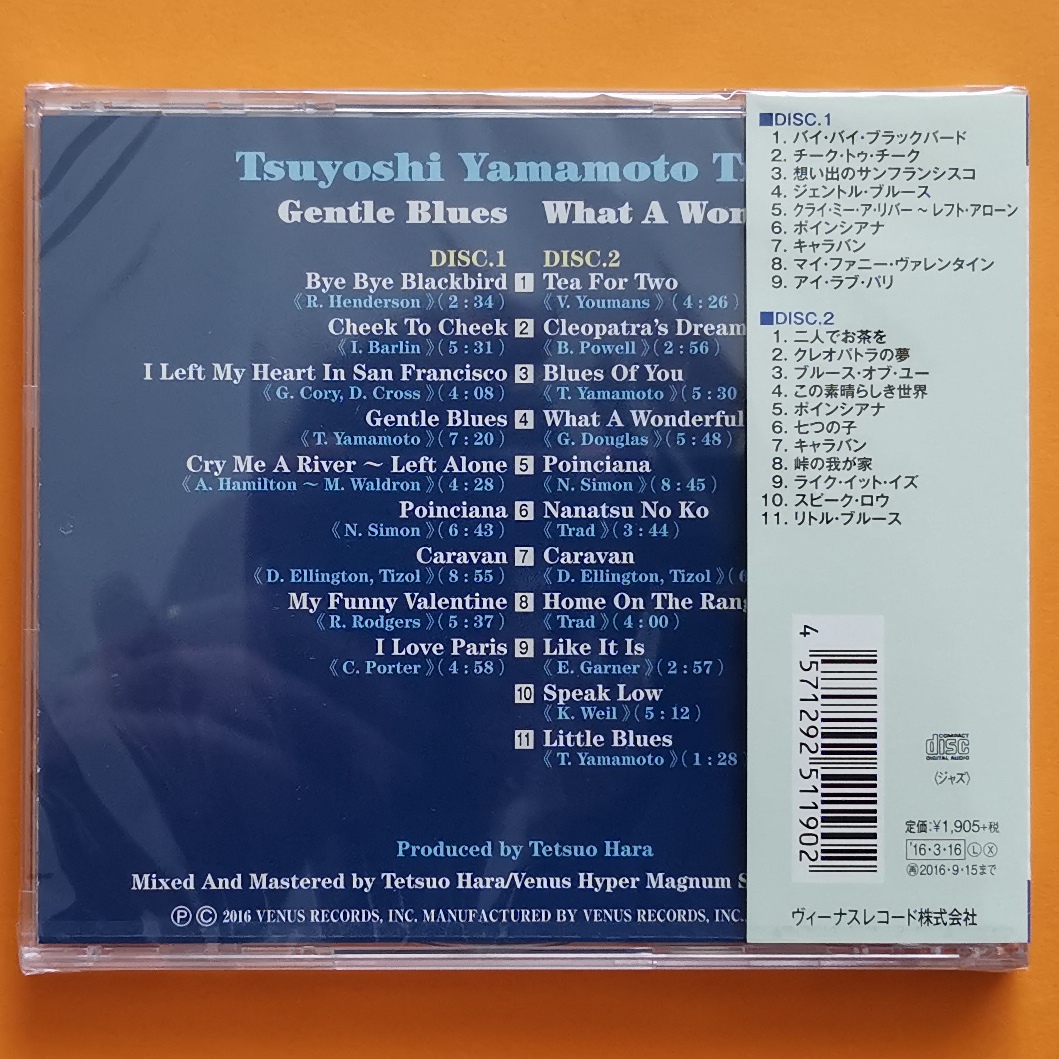 Tsuyoshi Yamamoto T
Gentle Blues What A Won
DISC.1 DISC.2
Bye Bye Blackbird 1 Tea For Two
《R. Henderson》(2:34) 《V. Youmans》(4:26)
Cheek To Cheek 2 Cleopatra's Dream
《I. Barlin》(5:31) 《B. Powell》(2:56)
I Left My Heart In San Francisco 3 Blues Of You
《G. Cory, D. Cross》(4:08) 《T. Yamamoto》(5:30
Gentle Blues 4 What A Wonderful
《T. Yamamoto》(7:20) 《G. Douglas》(5:48)
Cry Me A River ~ Left Alone 5 Poinciana
《A. Hamilton ~ M. Waldron》(4:28) 《N. Simon》(8:45)
Poinciana 6 Nanatsu No Ko
《N. Simon》(6:43) 《Trad》(3:44)
Caravan 7 Caravan
《D. Ellington, Tizol》(8:55) 《D. Ellington, Tizol》(6
My Funny Valentine 8 Home On The Rang
《R. Rodgers》(5:37) 《Trad》(4:00)
I Love Paris 9 Like It Is
《C. Porter》(4:58) 《E. Garner》(2:57)
10 Speak Low
《K. Weil》(5:12)
11 Little Blues
《T. Yamamoto》(1:28
Produced by Tetsuo Hara
Mixed And Mastered by Tetsuo Hara/Venus Hyper Magnum S
Ⓟ Ⓒ 2016 VENUS RECORDS, INC. MANUFACTURED BY VENUS RECORDS, INC.,
■DISC.1
1. バイ・バイ・ブラックバード
2. チーク・トゥ・チーク
3. 想い出のサンフランシスコ
4. ジェントル・ブルース
5. クライ・ミー・ア・リバー ~ レフト・アローン
6. ポインシアナ
7. キャラバン
8. マイ・ファニー・ヴァレンタイン
9. アイ・ラブ・パリ
■DISC.2
1. 二人でお茶を
2. クレオパトラの夢
3. ブルース・オブ・ユー
4. この素晴らしき世界
5. ポインシアナ
6. 七つの子
7. キャラバン
8. 峠の我が家
9. ライク・イット・イズ
10. スピーク・ロウ
11. リトル・ブルース
4 571292 511902
COMPACT
disc
DIGITAL AUDIO
〈ジャズ〉
定価:¥1,905+税
'16・3・16 Ⓛ Ⓧ
㊢2016・9・15まで
ヴィーナスレコード株式会社